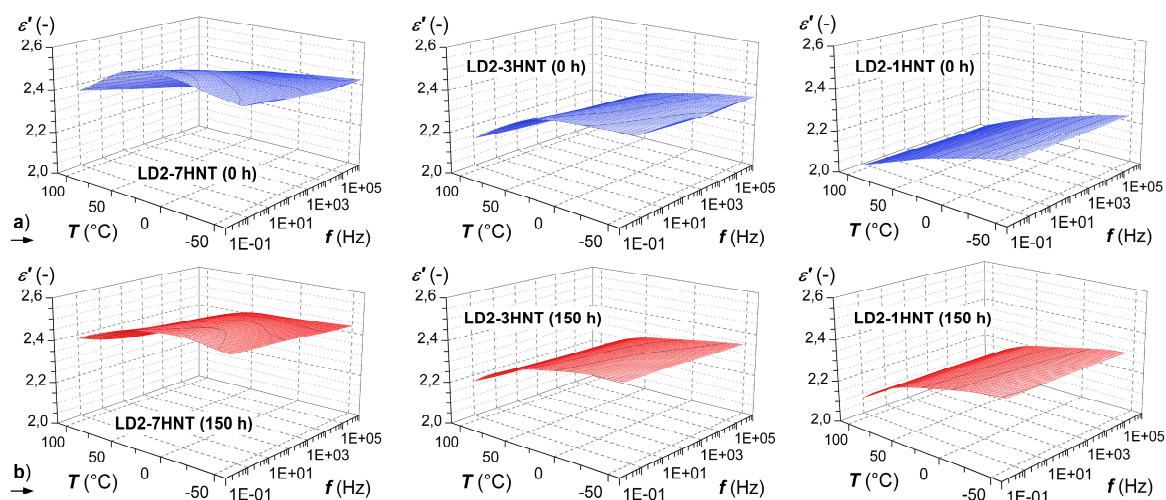 ε' (-)
2,6
2,4
2,2
2,0
100
50
0
-50
T (°C)
1E-01
1E+01
1E+03
1E+05
f (Hz)
LD2-7HNT (0 h)
a)
ε' (-)
2,6
2,4
2,2
2,0
100
50
0
-50
T (°C)
1E-01
1E+01
1E+03
1E+05
f (Hz)
LD2-3HNT (0 h)
ε' (-)
2,6
2,4
2,2
2,0
100
50
0
-50
T (°C)
1E-01
1E+01
1E+03
1E+05
f (Hz)
LD2-1HNT (0 h)
ε' (-)
2,6
2,4
2,2
2,0
100
50
0
-50
T (°C)
1E-01
1E+01
1E+03
1E+05
f (Hz)
LD2-7HNT (150 h)
b)
ε' (-)
2,6
2,4
2,2
2,0
100
50
0
-50
T (°C)
1E-01
1E+01
1E+03
1E+05
f (Hz)
LD2-3HNT (150 h)
ε' (-)
2,6
2,4
2,2
2,0
100
50
0
-50
T (°C)
1E-01
1E+01
1E+03
1E+05
f (Hz)
LD2-1HNT (150 h)